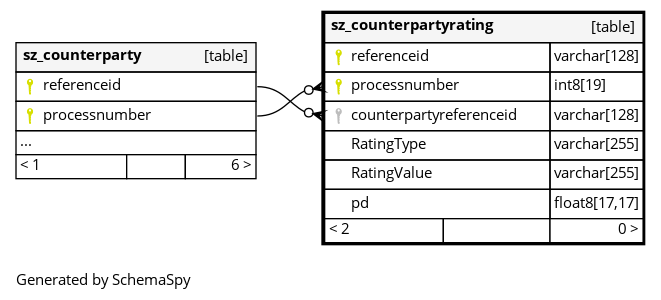 sz_counterparty [table]
referenceid
processnumber
...
< 1 6 >
sz_counterpartyrating [table]
referenceid varchar[128]
processnumber int8[19]
counterpartyreferenceid varchar[128]
RatingType varchar[255]
RatingValue varchar[255]
pd float8[17,17]
< 2 0 >
Generated by SchemaSpy